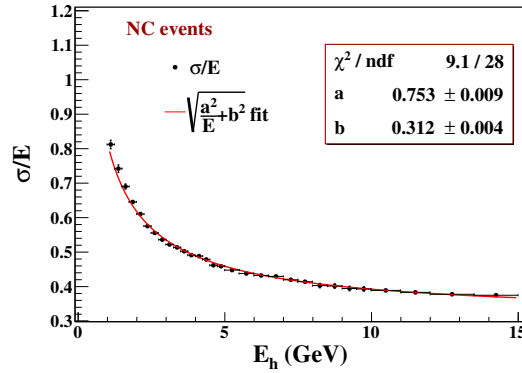 NC events
σ/E
√(a²/E+b²) fit
χ² / ndf 9.1 / 28
a 0.753 ± 0.009
b 0.312 ± 0.004
σ/E
1.2
1.1
1
0.9
0.8
0.7
0.6
0.5
0.4
0.3
0 5 10 15
E_h (GeV)